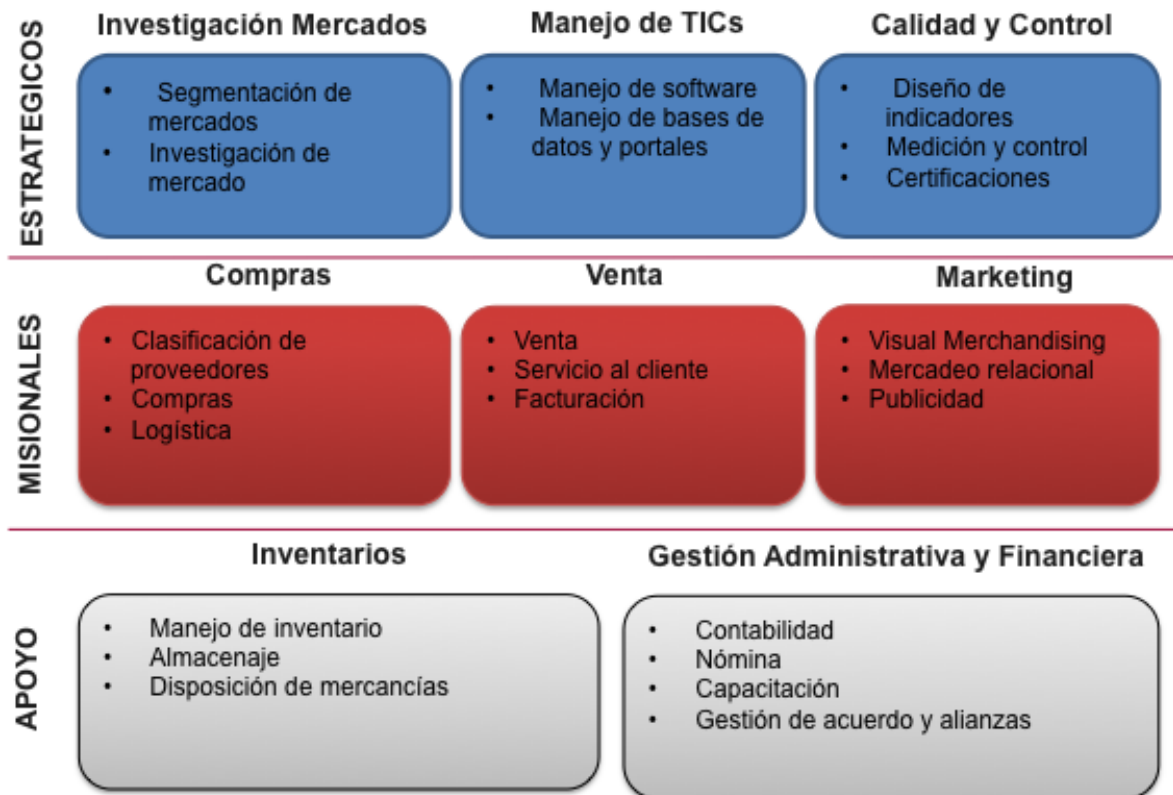 ESTRATEGICOS
Investigación Mercados
• Segmentación de
mercados
• Investigación de
mercado
Manejo de TICs
• Manejo de software
• Manejo de bases de
datos y portales
Calidad y Control
• Diseño de
indicadores
• Medición y control
• Certificaciones
MISIONALES
Compras
• Clasificación de
proveedores
• Compras
• Logística
Venta
• Venta
• Servicio al cliente
• Facturación
Marketing
• Visual Merchandising
• Mercadeo relacional
• Publicidad
APOYO
Inventarios
• Manejo de inventario
• Almacenaje
• Disposición de mercancías
Gestión Administrativa y Financiera
• Contabilidad
• Nómina
• Capacitación
• Gestión de acuerdo y alianzas